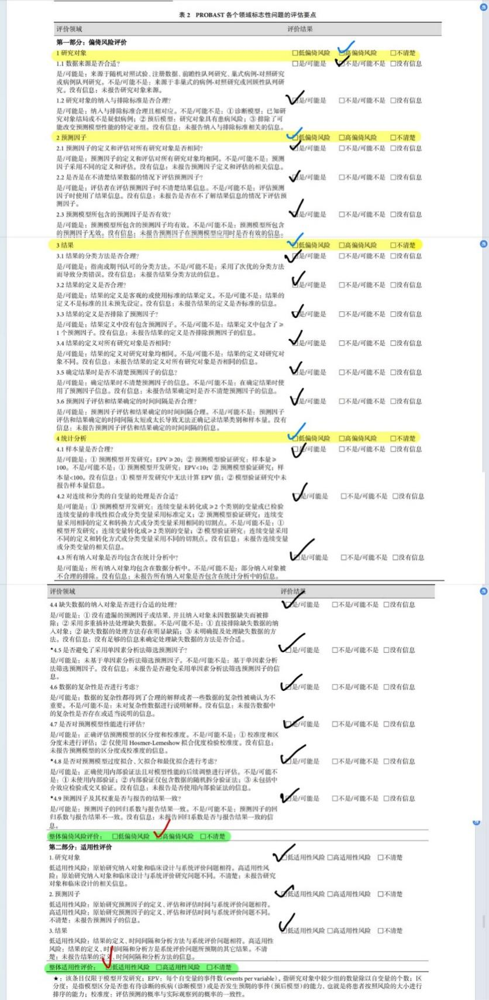 表 2 PROBAST 各个领域标志性问题的评估要点
评价领域 评价结果
第一部分：偏倚风险评价
1 研究对象 □低偏倚风险 □高偏倚风险 □不清楚
1.1 数据来源是否合适? □是/可能是 □不是/可能不是 □没有信息
是/可能是：来源于随机对照试验、注册数据、前瞻性队列研究、巢式病例-对照研究
或病例队列研究。不是/可能不是：来源于非巢式的病例-对照研究或回顾性队列研
究。没有信息：未报告研究对象来源。
1.2 研究对象的纳入与排除标准是否合理? □是/可能是 □不是/可能不是 □没有信息
是/可能是：纳入与排除标准合理且相对应。不是/可能不是：① 诊断模型：已知研
究对象结局或不是疑似病例；② 预后模型：研究对象具有患病风险；③ 排除了可
能改变预测模型性能的特定亚组。没有信息：未报告纳入与排除标准相关的信息。
2 预测因子 □低偏倚风险 □高偏倚风险 □不清楚
2.1 预测因子的定义和评估对所有研究对象是否相同? □是/可能是 □不是/可能不是 □没有信息
是/可能是：预测因子的定义和评估对所有研究对象均相同。不是/可能不是：预测
因子采用不同的定义和评估。没有信息：未报告预测因子定义和评估的相关信息。
2.2 是否是在不清楚结果数据的情况下评估预测因子? □是/可能是 □不是/可能不是 □没有信息
是/可能是：评估者在评估预测因子时不清楚结果信息。不是/可能不是：评估预测
因子时使用了结果信息。没有信息：未报告是否在不了解结果信息的情况下评估预
测因子。
2.3 预测模型所包含的预测因子是否有效? □是/可能是 □不是/可能不是 □没有信息
是/可能是：预测模型所包含的预测因子均有效。不是/可能不是：预测模型所包含
的预测因子无效。没有信息：未报告预测因子在预测模型应用时是否有效的信息。
3 结果 □低偏倚风险 □高偏倚风险 □不清楚
3.1 结果的分类方法是否合理? □是/可能是 □不是/可能不是 □没有信息
是/可能是：指南或期刊认可的分类方法。不是/可能不是：采用了次优的分类方法
而导致分类错误。没有信息：未报告结果分类方法的信息。
3.2 结果的定义是否合理? □是/可能是 □不是/可能不是 □没有信息
是/可能是：结果的定义是客观的或使用标准的结果定义。不是/可能不是：结果的
定义不是标准的且未预先设定。没有信息：未报告结果的定义是否标准的信息。
3.3 结果的定义是否排除了预测因子? □是/可能是 □不是/可能不是 □没有信息
是/可能是：结果定义中没有包含预测因子。不是/可能不是：结果定义中包含了≥
1 个预测因子。没有信息：未报告结果的定义是否排除预测因子的信息。
3.4 结果的定义对所有研究对象是否相同? □是/可能是 □不是/可能不是 □没有信息
是/可能是：结果的定义对研究对象均相同。不是/可能不是：结果的定义对研究对
象不同。没有信息：未报告结果的定义对所有研究对象是否相同的信息。
3.5 确定结果时是否不清楚预测因子的信息? □是/可能是 □不是/可能不是 □没有信息
是/可能是：确定结果时不清楚预测因子的信息。不是/可能不是：在确定结果时使
用了预测因子信息。没有信息：未报告结果确定时是否不清楚预测因子的信息。
3.6 预测因子评估和结果确定的时间间隔是否合理? □是/可能是 □不是/可能不是 □没有信息
是/可能是：预测因子评估和结果确定的时间间隔合理。不是/可能不是：预测因子
评估和结果确定的时间间隔太短或太长导致无法正确记录结果类别和样本量。没有
信息：未报告预测因子评估和结果确定的时间间隔的信息。
4 统计分析 □低偏倚风险 □高偏倚风险 □不清楚
4.1 样本量是否合理? □是/可能是 □不是/可能不是 □没有信息
是/可能是：① 预测模型开发研究：EPV≥20；② 预测模型验证研究：样本量≥
100。不是/可能不是：① 预测模型开发研究：EPV<10；② 预测模型验证研究：样
本量<100。没有信息：① 模型开发研究中无法计算 EPV 值；② 模型验证研究中未
报告样本量信息。
4.2 对连续和分类的自变量的处理是否合适? □是/可能是 □不是/可能不是 □没有信息
是/可能是：① 预测模型开发研究：连续变量未转化成≥2 个类别的变量或已检验
连续变量的非线性拟合或分类变量采用标准定义；② 预测模型验证研究：连续变
量采用相同的定义和转换方式或分类变量采用相同的切割点。不是/可能不是：①
模型开发研究：连续变量转化成≥2 类别的变量；② 模型验证研究：连续变量采用
不同的定义和转化方式或分类变量采用不同的切割点。没有信息：未报告连续变量
或分类变量的相关信息。
4.3 所有纳入对象是否均包含在统计分析中? □是/可能是 □不是/可能不是 □没有信息
是/可能是：所有纳入对象均包含在数据分析中。不是/可能不是：部分纳入对象被
不合理的排除。没有信息：未报告所有纳入对象是否包含在统计分析中的信息。
评价领域 评价结果
4.4 缺失数据的纳入对象是否进行合适的处理? □是/可能是 □不是/可能不是 □没有信息
是/可能是：① 没有遗漏的预测因子或结果，并且纳入对象未因数据缺失而被排
除；② 采用多重插补法处理缺失数据。不是/可能不是：① 直接排除缺失数据的纳
入对象；② 缺失数据的处理方法存在明显缺陷；③ 未明确提及处理缺失数据的方
法。没有信息：没有足够的信息来确定处理缺失数据的方法是否合适。
★4.5 是否避免了采用单因素分析法筛选预测因子? □是/可能是 □不是/可能不是 □没有信息
是/可能是：未基于单因素分析筛选预测因子。不是/可能不是：基于单因素分析
法筛选预测因子。没有信息：未报告是否避免采用单因素分析法筛选预测因子的信
息。
4.6 数据的复杂性是否进行考虑? □是/可能是 □不是/可能不是 □没有信息
是/可能是：数据的复杂性都得到了合理的解释或者一些数据的复杂性被确认为不
重要。不是/可能不是：未对复杂性数据进行说明解释。没有信息：未报告数据中
的复杂性是否存在或适当说明的信息。
4.7 是否对预测模型性能进行评估? □是/可能是 □不是/可能不是 □没有信息
是/可能是：正确评估预测模型的区分度和校准度。不是/可能不是：① 校准度和区
分度未进行评估；② 仅使用 Hosmer-Lemeshow 拟合优度检验校准度。没有信息：
未报告预测模型的区分度或校准度的信息。
★4.8 是否对预测模型过度拟合、欠拟合和最优拟合进行考虑? □是/可能是 □不是/可能不是 □没有信息
是/可能是：正确使用内部验证法且对模型性能的后续调整进行评估。不是/可能不
是：① 未使用内部验证；② 内部验证仅包含数据的随机拆分验证法；③ 未包括中
介效应检验或交叉验证。没有信息：未报告是否使用内部验证法的信息。
★4.9 预测因子及其权重是否与报告的结果一致? □是/可能是 □不是/可能不是 □没有信息
是/可能是：预测因子的回归系数与报告结果一致。不是/可能不是：预测因子的回
归系数与报告结果不一致。没有信息：未报告回归系数是否与报告结果一致的信
息。
整体偏倚风险评价： □低偏倚风险 □高偏倚风险 □不清楚
第二部分：适用性评价
1. 研究对象 □低适用性风险 □高适用性风险 □不清楚
低适用性风险：原始研究纳入对象和临床设计与系统评价问题相符。高适用性风
险：原始研究纳入对象和临床设计与系统评价研究问题不同。不清楚：未报告研究
对象和临床设计的相关信息。
2. 预测因子 □低适用性风险 □高适用性风险 □不清楚
低适用性风险：原始研究预测因子的定义、评估和评估时间与系统评价问题相符。
高适用性风险：原始研究预测因子的定义、评估和评估时间与系统评价问题不同。
不清楚：未报告预测因子的信息。
3. 结果 □低适用性风险 □高适用性风险 □不清楚
低适用性风险：结果的定义、时间间隔和分析方法与系统评价问题相符。高适用性
风险：结果的定义、时间间隔和分析方是系统评价问题所预期的其它结果。不清
楚：未报告结果的定义、时间间隔和分析方法的信息。
整体适用性评价： □低适用性风险 □高适用性风险 □不清楚
★：该条目仅限于模型开发研究；EPV：每个自变量的事件数(events per variable)，指研究对象中较少组的数量除以自变量的个数；区
分度：是指模型区分是否患有待诊断的疾病(诊断模型)或是否发生预期的事件(预后模型)的能力，也就是将患者按照风险的大小进行
排序的能力；校准度：评估预测的概率与实际观察到的概率的一致性。